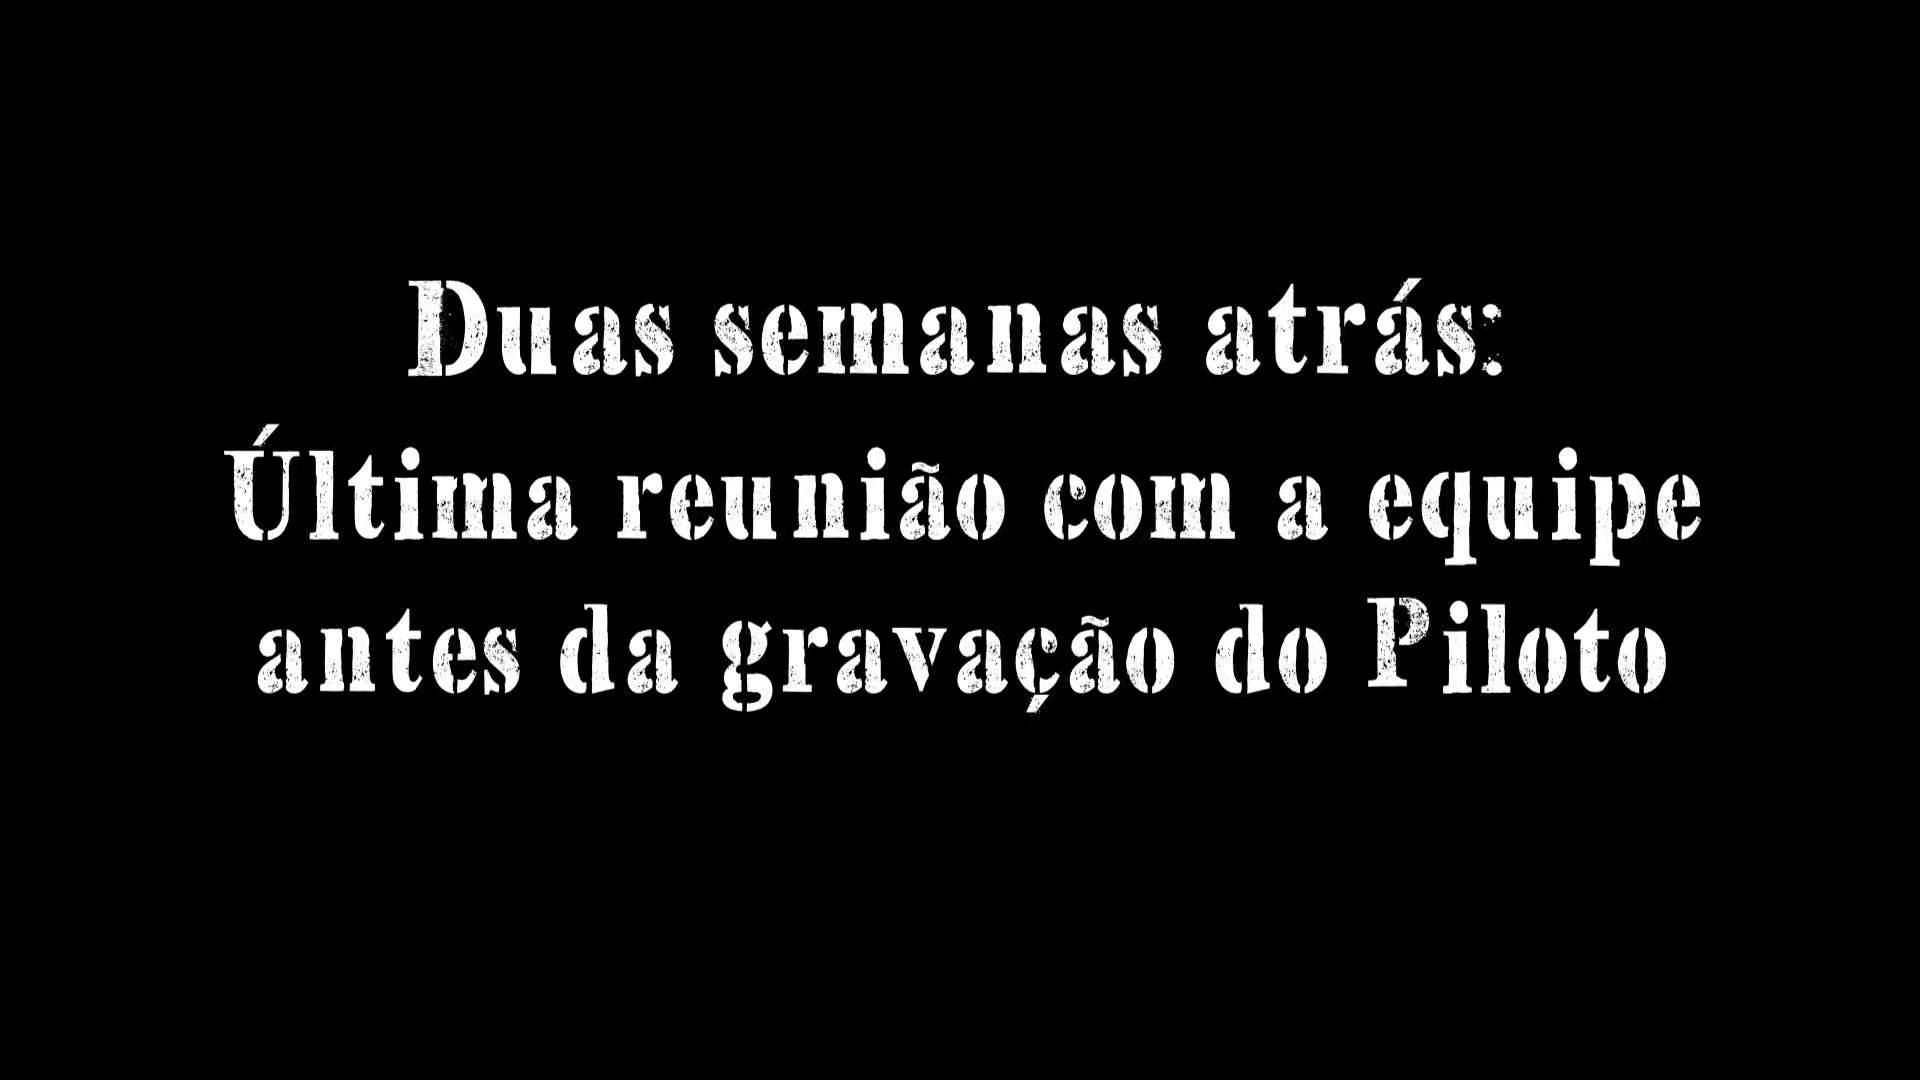 Duas semanas atrás:
Última reunião com a equipe
antes da gravação do Piloto